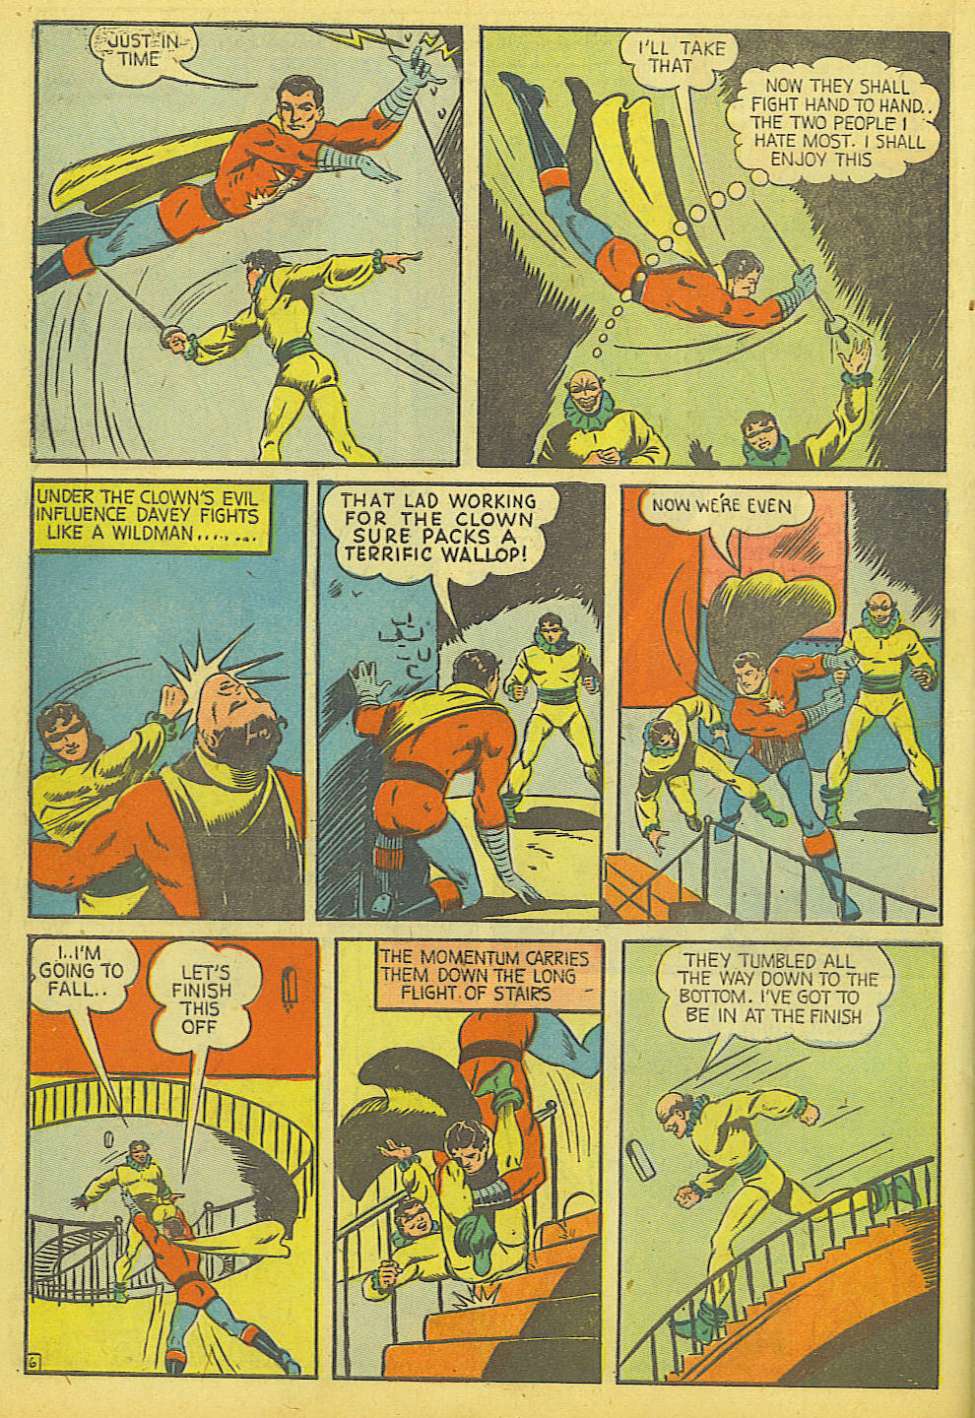 JUST IN
TIME
I'LL TAKE
THAT
NOW THEY SHALL
FIGHT HAND TO HAND..
THE TWO PEOPLE I
HATE MOST. I SHALL
ENJOY THIS
UNDER THE CLOWN'S EVIL
INFLUENCE DAVEY FIGHTS
LIKE A WILDMAN.......
THAT LAD WORKING
FOR THE CLOWN
SURE PACKS A
TERRIFIC WALLOP!
NOW WE'RE EVEN
I..I'M
GOING TO
FALL..
LET'S
FINISH
THIS
OFF
6
THE MOMENTUM CARRIES
THEM DOWN THE LONG
FLIGHT OF STAIRS
THEY TUMBLED ALL
THE WAY DOWN TO THE
BOTTOM. I'VE GOT TO
BE IN AT THE FINISH